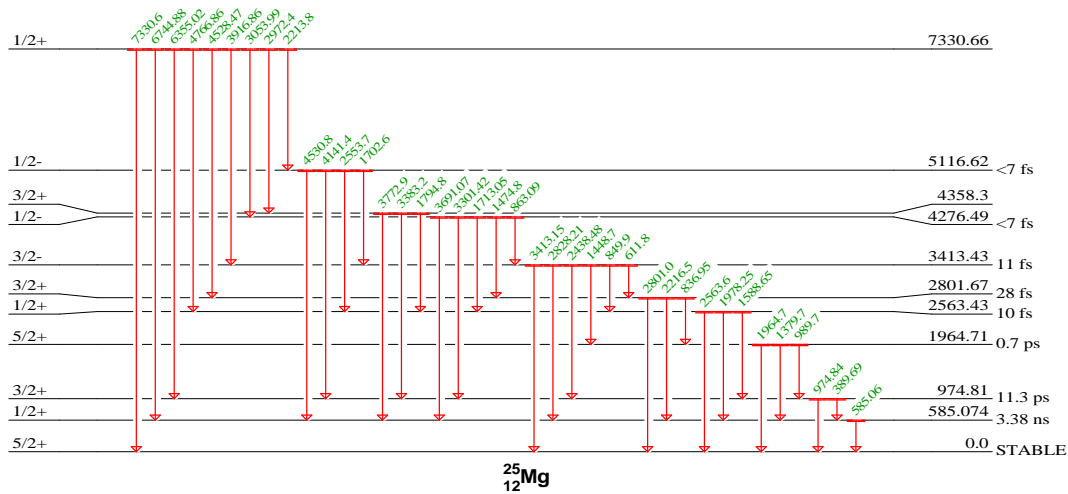 7330.6 6744.88 6355.02 4766.86 4528.47 3916.86 3053.99 2972.4 2213.8
1/2+ 7330.66
4530.8 4141.4 2553.7 1702.6
1/2- 5116.62 <7 fs
3772.9 3383.2 1794.8
3/2+ 4358.3
3691.07 3301.42 1713.05 1474.8 863.09
1/2- 4276.49 <7 fs
3413.15 2828.21 2438.48 1448.7 849.9 611.8
3/2- 3413.43 11 fs
2801.0 2216.5 836.95
3/2+ 2801.67 28 fs
2563.6 1978.25 1588.65
1/2+ 2563.43 10 fs
1964.7 1379.7 989.7
5/2+ 1964.71 0.7 ps
974.84 389.69
3/2+ 974.81 11.3 ps
585.06
1/2+ 585.074 3.38 ns
5/2+ 0.0 STABLE
25
12Mg